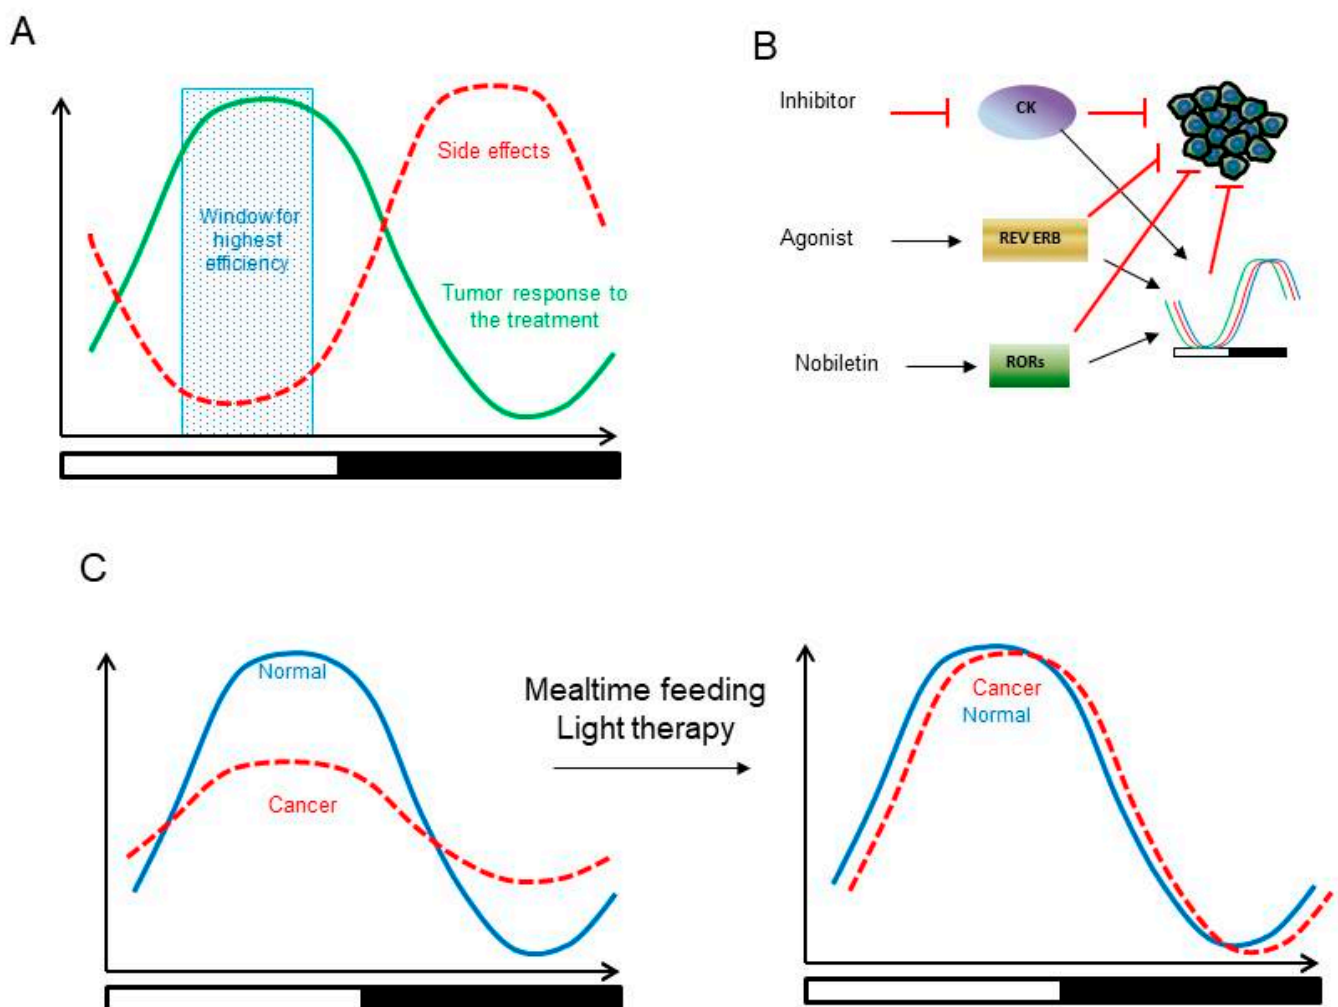 A
Side effects
Window for
highest
efficiency
Tumor response to
the treatment
B
Inhibitor
CK
Agonist
REV ERB
Nobiletin
RORs
C
Normal
Cancer
Mealtime feeding
Light therapy
Cancer
Normal